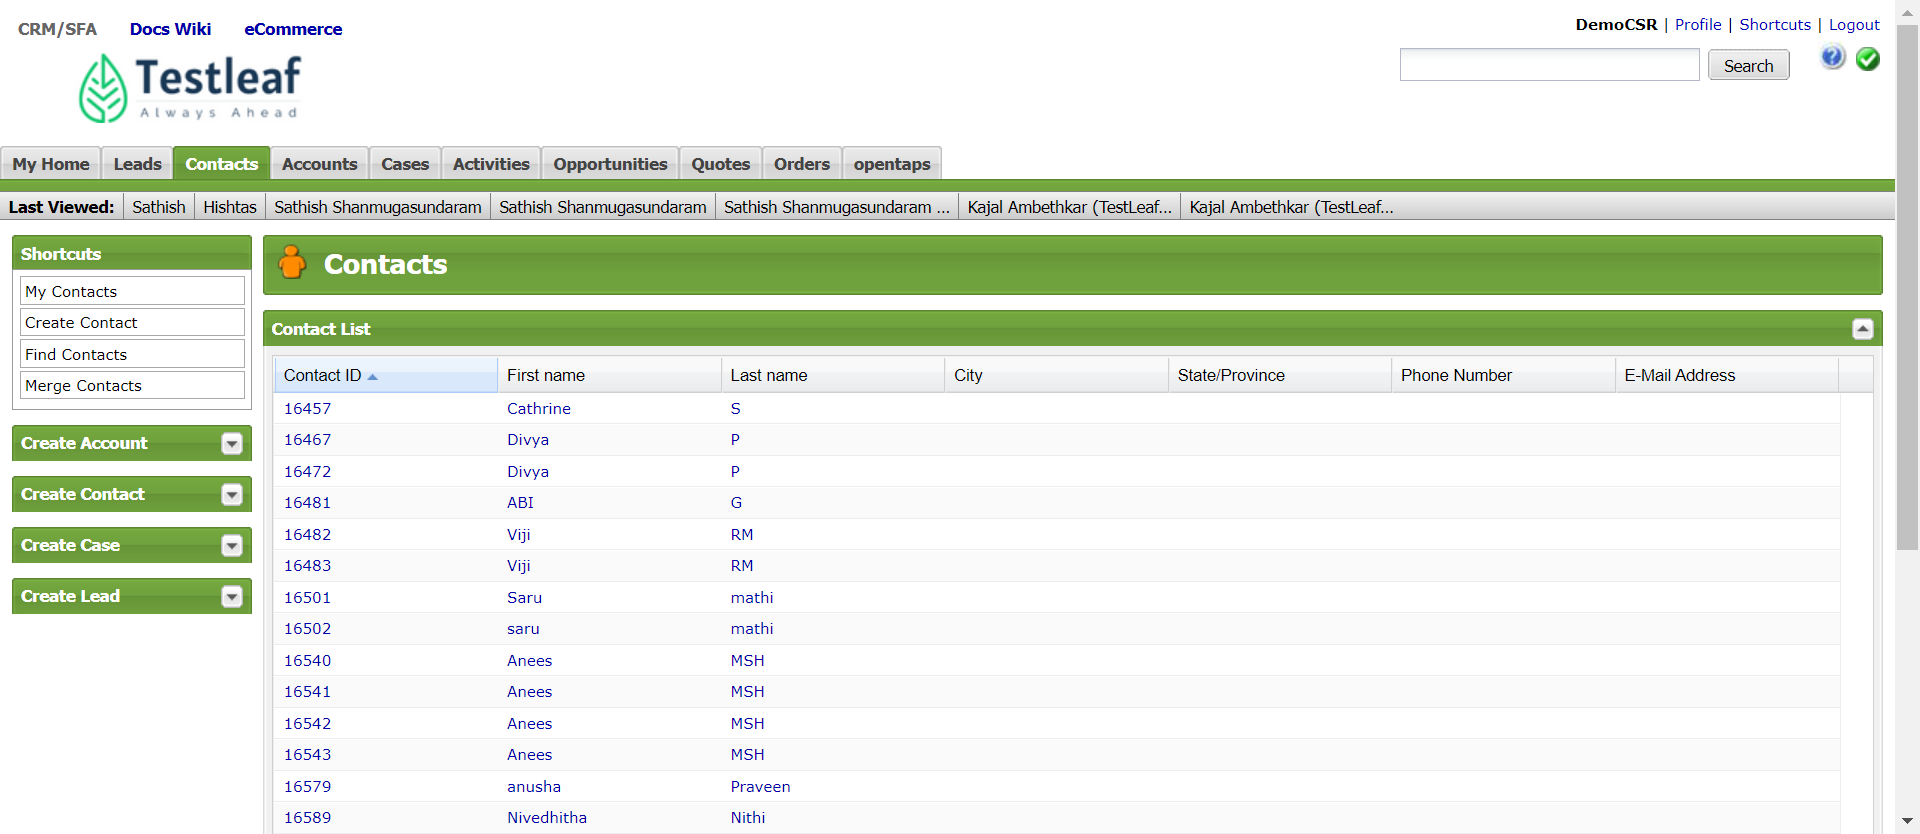 CRM/SFA Docs Wiki eCommerce
DemoCSR | Profile | Shortcuts | Logout
Testleaf
Always Ahead
Search
?
My Home Leads Contacts Accounts Cases Activities Opportunities Quotes Orders opentaps
Last Viewed: Sathish Hishtas Sathish Shanmugasundaram Sathish Shanmugasundaram Sathish Shanmugasundaram ... Kajal Ambethkar (TestLeaf... Kajal Ambethkar (TestLeaf...
Shortcuts
My Contacts
Create Contact
Find Contacts
Merge Contacts
Create Account
Create Contact
Create Case
Create Lead
Contacts
Contact List
Contact ID First name Last name City State/Province Phone Number E-Mail Address
16457 Cathrine S
16467 Divya P
16472 Divya P
16481 ABI G
16482 Viji RM
16483 Viji RM
16501 Saru mathi
16502 saru mathi
16540 Anees MSH
16541 Anees MSH
16542 Anees MSH
16543 Anees MSH
16579 anusha Praveen
16589 Nivedhitha Nithi